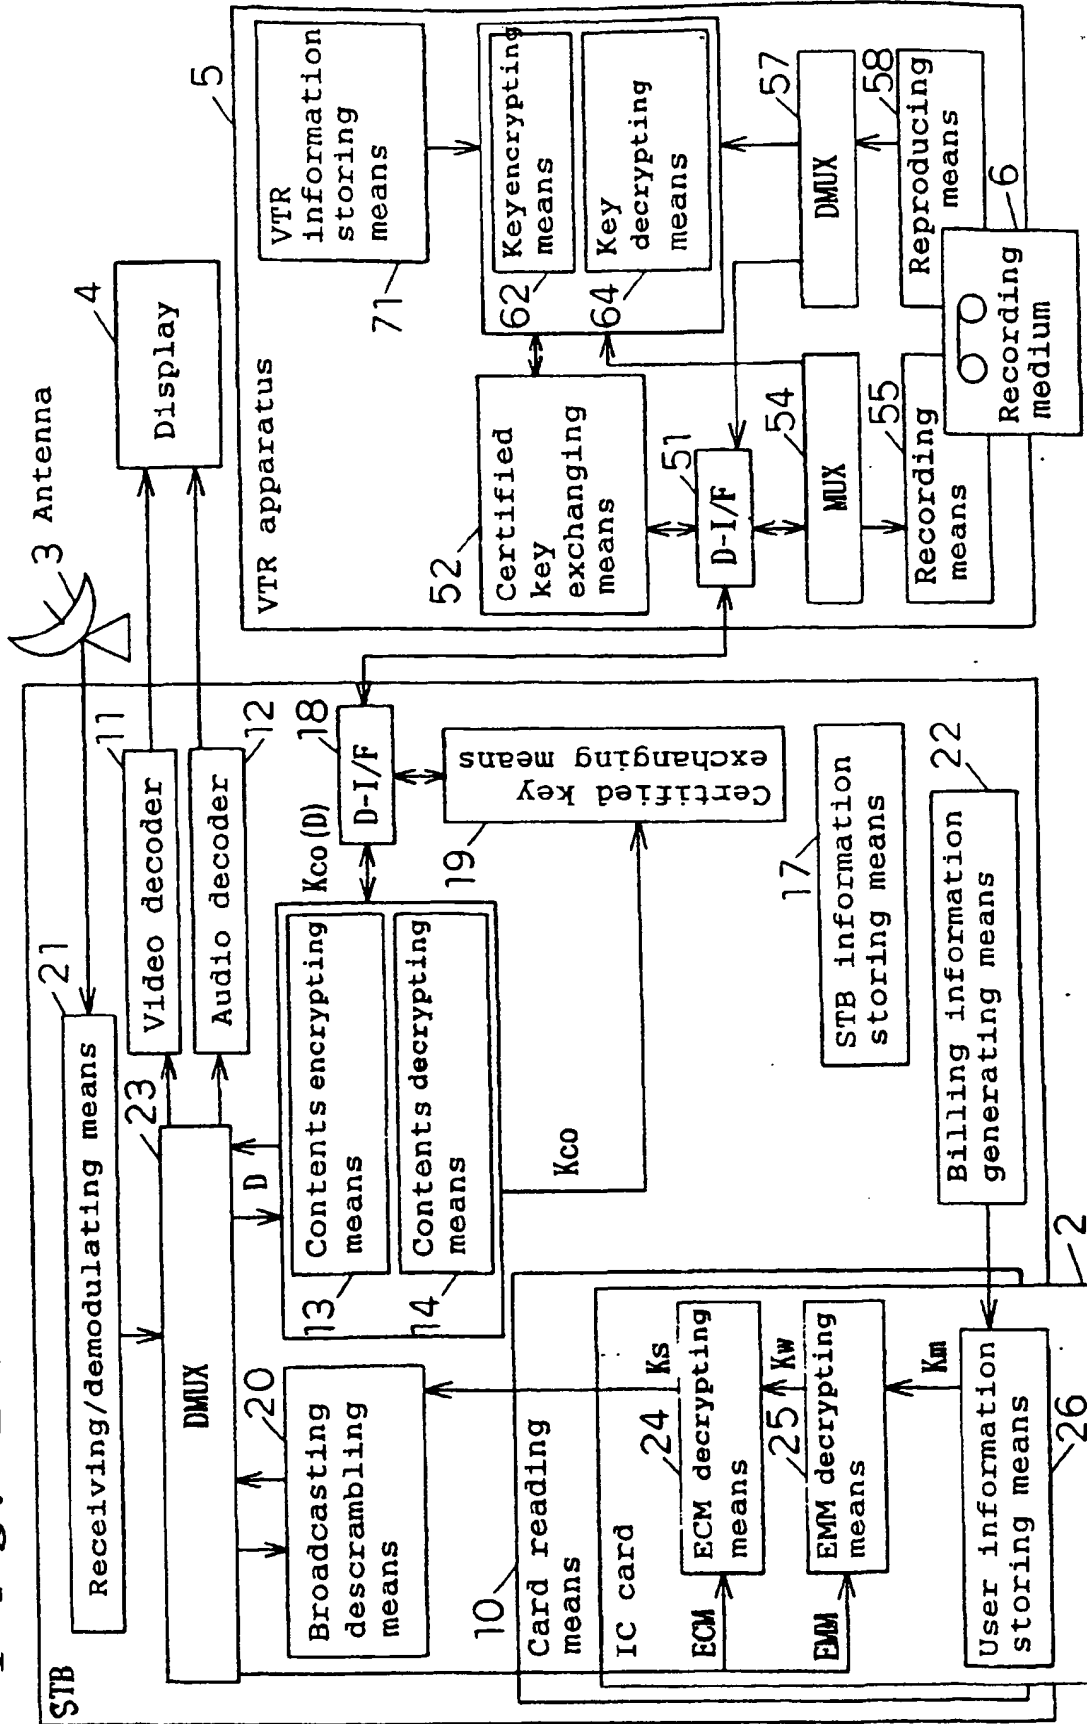 STB
Receiving/demodulating means
21
3 Antenna
DMUX
23
Video decoder
11
Audio decoder
12
Display
4
Broadcasting
descrambling
means
20
D
Contents encrypting
means
13
Contents decrypting
means
14
Kco(D)
D-I/F
18
Certified key
exchanging means
19
Kco
STB information
storing means
17
Billing information
generating means
22
Card reading
means
10
IC card
2
Ks
ECM
ECM decrypting
means
24
Kw
EMM
EMM decrypting
means
25
Km
User information
storing means
26
VTR apparatus
5
VTR
information
storing
means
71
Keyencrypting
means
62
Key
decrypting
means
64
Certified
key
exchanging
means
52
D-I/F
51
MUX
54
DMUX
57
Recording
means
55
Reproducing
means
58
Recording
medium
6